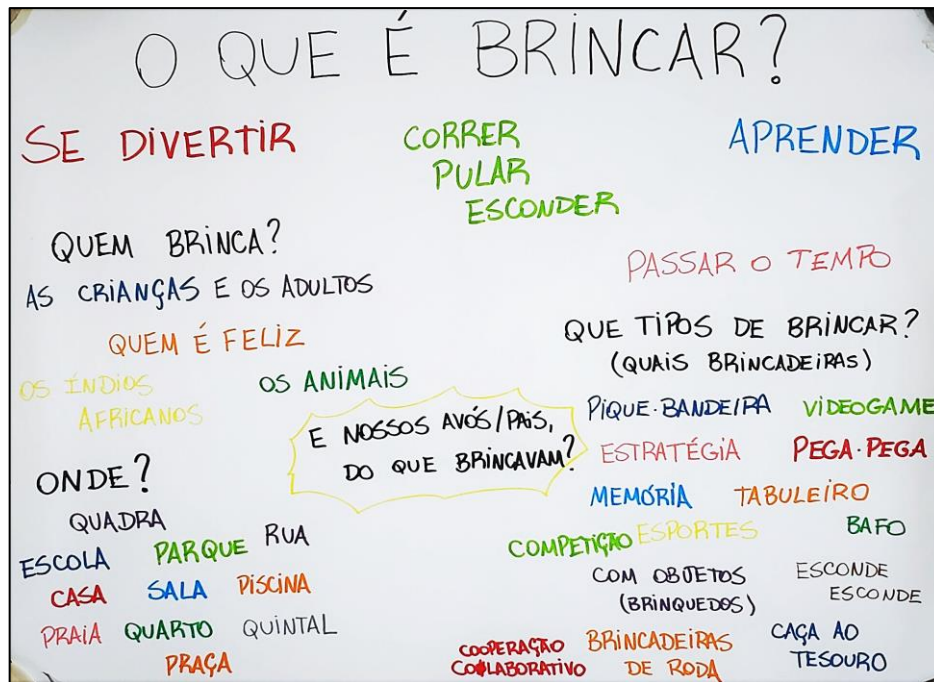 O QUE É BRINCAR?
SE DIVERTIR
CORRER
PULAR
ESCONDER
APRENDER
PASSAR O TEMPO
QUEM BRINCA?
AS CRIANÇAS E OS ADULTOS
QUEM É FELIZ
OS ÍNDIOS
AFRICANOS
OS ANIMAIS
E NOSSOS AVÓS/PAIS,
DO QUE BRINCAVAM?
ONDE?
QUADRA
ESCOLA PARQUE RUA
CASA SALA PISCINA
PRAIA QUARTO QUINTAL
PRAÇA
QUE TIPOS DE BRINCAR?
(QUAIS BRINCADEIRAS)
PIQUE-BANDEIRA VIDEOGAME
ESTRATÉGIA PEGA-PEGA
MEMÓRIA TABULEIRO
COMPETIÇÃO ESPORTES BAFO
COM OBJETOS
(BRINQUEDOS)
ESCONDE
ESCONDE
COOPERAÇÃO
COLABORATIVO
BRINCADEIRAS
DE RODA
CAÇA AO
TESOURO